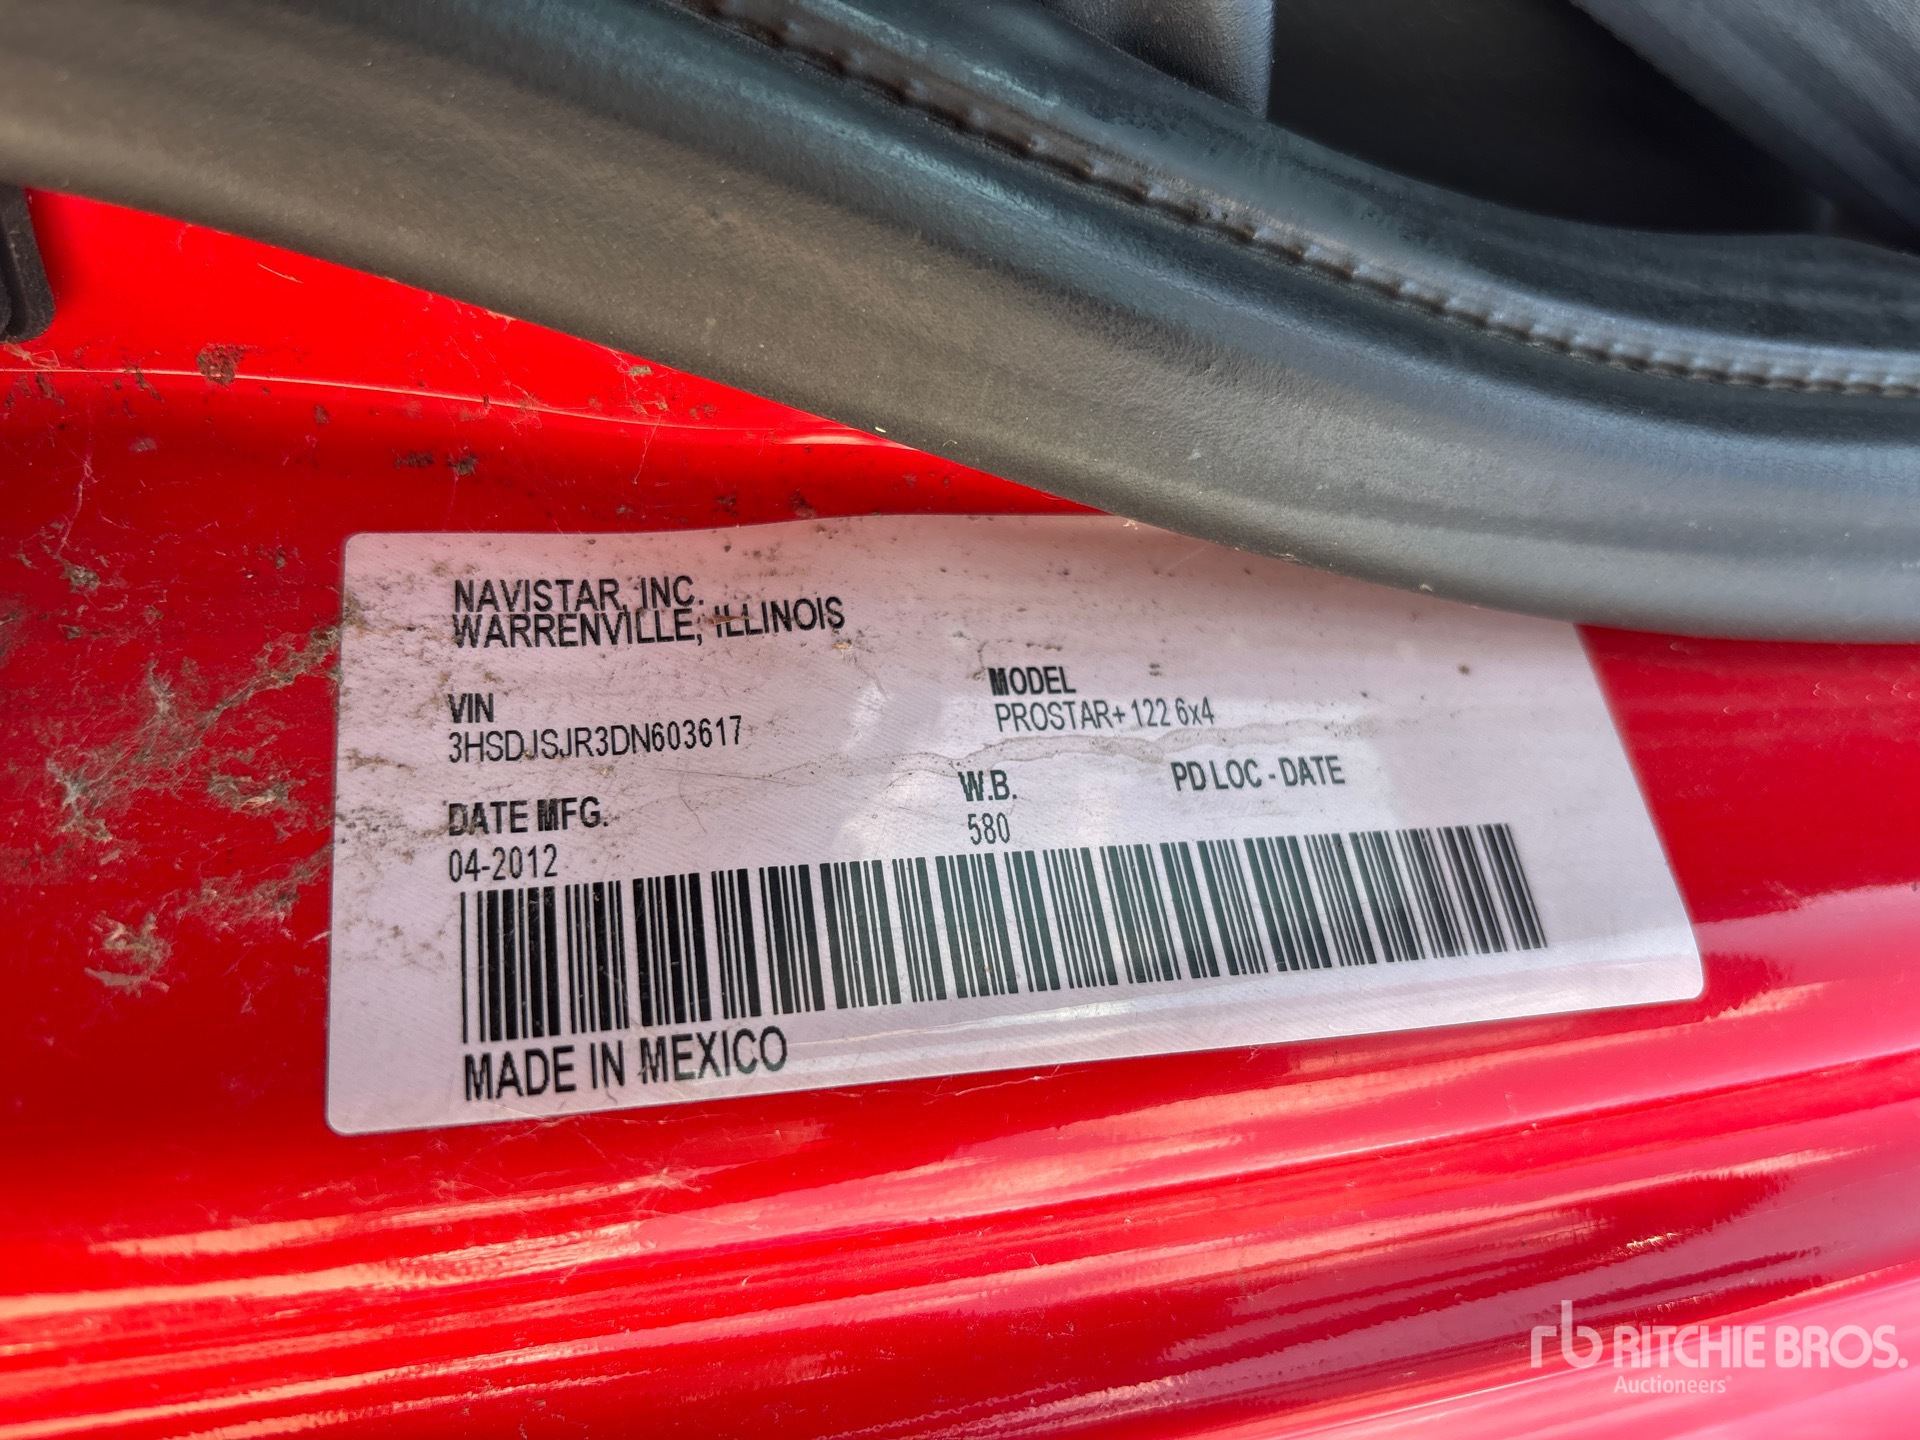 NAVISTAR, INC.
WARRENVILLE, ILLINOIS
VIN
3HSDJSJR3DN603617
MODEL
PROSTAR+ 122 6x4
DATE MFG.
04-2012
W.B.
580
PD LOC - DATE
MADE IN MEXICO
rb RITCHIE BROS.
Auctioneers